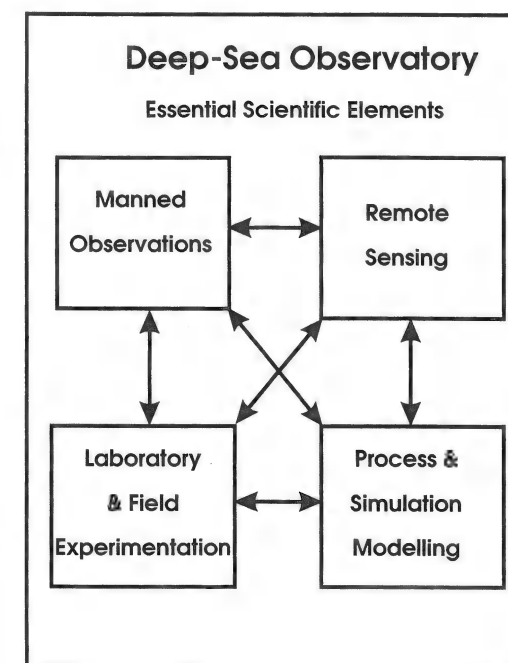 Deep-Sea Observatory
Essential Scientific Elements
Manned
Observations
Remote
Sensing
Laboratory
& Field
Experimentation
Process &
Simulation
Modelling